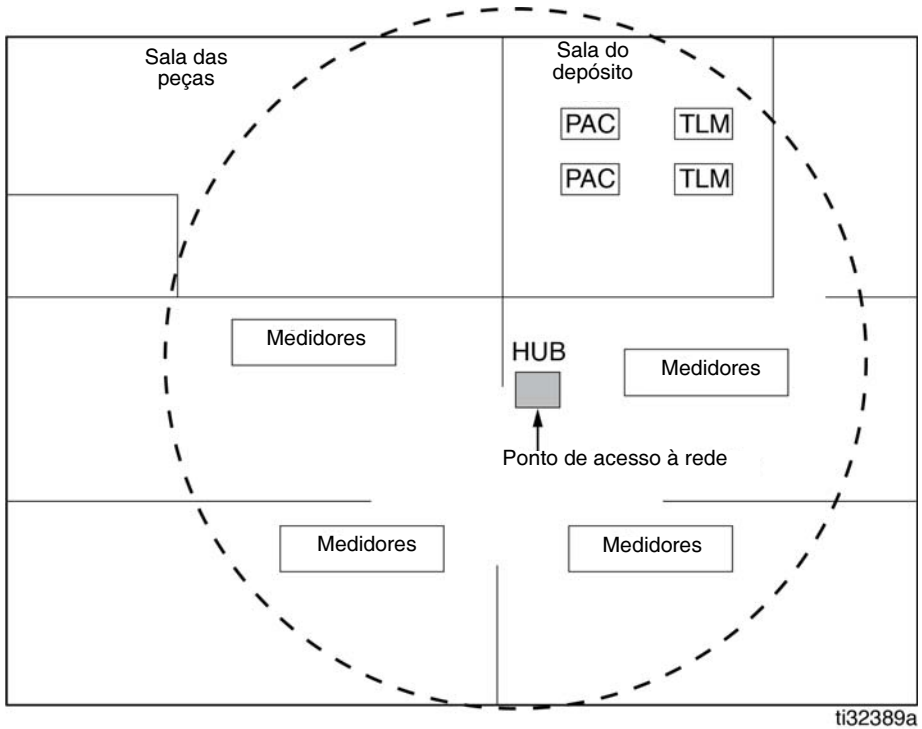 Sala das
peças
Sala do
depósito
PAC
TLM
PAC
TLM
Medidores
HUB
Medidores
Ponto de acesso à rede
Medidores
Medidores
ti32389a